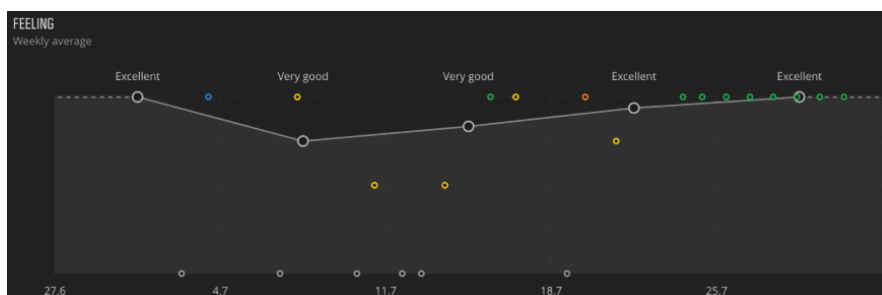 FEELING
Weekly average
Excellent Very good Very good Excellent Excellent
27.6 4.7 11.7 18.7 25.7